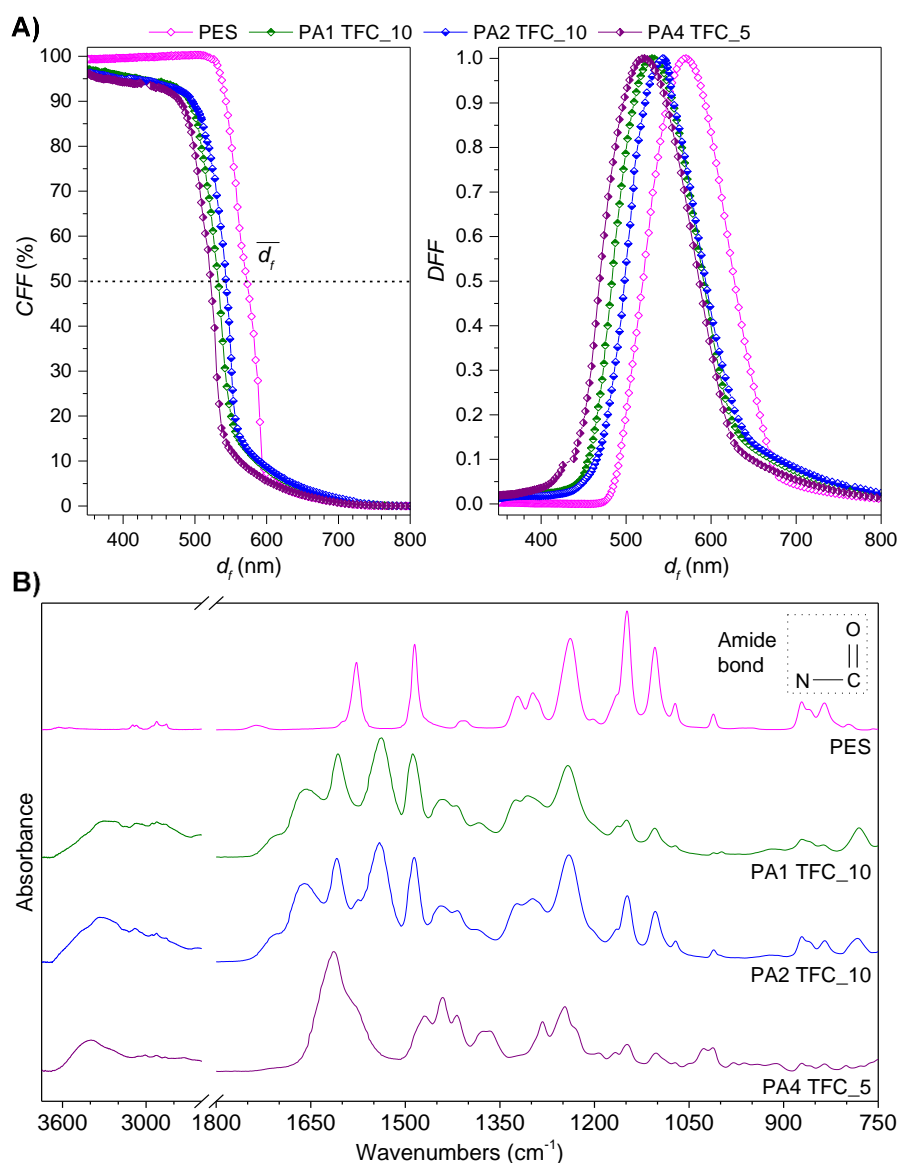 A)
PES PA1 TFC_10 PA2 TFC_10 PA4 TFC_5
100
90
80
70
60
50
40
30
20
10
0
CFF (%)
d_f
400 500 600 700 800
d_f (nm)
1.0
0.9
0.8
0.7
0.6
0.5
0.4
0.3
0.2
0.1
0.0
DFF
400 500 600 700 800
d_f (nm)
B)
Amide
bond
O
N C
PES
PA1 TFC_10
PA2 TFC_10
PA4 TFC_5
Absorbance
3600 3000 1800 1650 1500 1350 1200 1050 900 750
Wavenumbers (cm⁻¹)